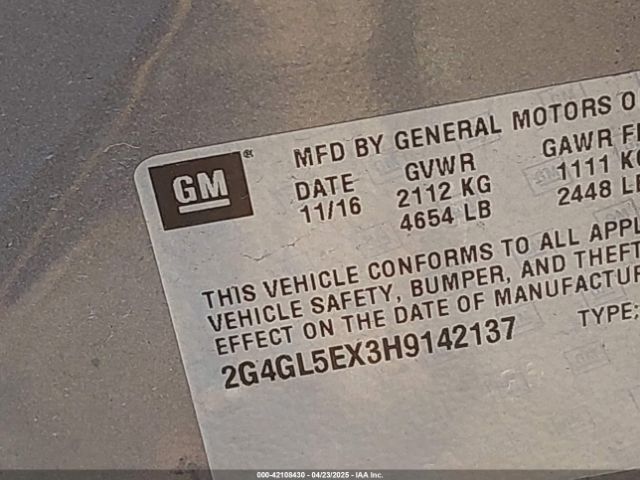 GM
MFD BY GENERAL MOTORS O
DATE GVWR GAWR
11/16 2112 KG 1111
4654 LB 2448
THIS VEHICLE CONFORMS TO ALL
VEHICLE SAFETY, BUMPER, AND THEFT
EFFECT ON THE DATE OF
2G4GL5EX3H9142137 TYPE:
000-42108430 - 04/23/2025 - IAA Inc.